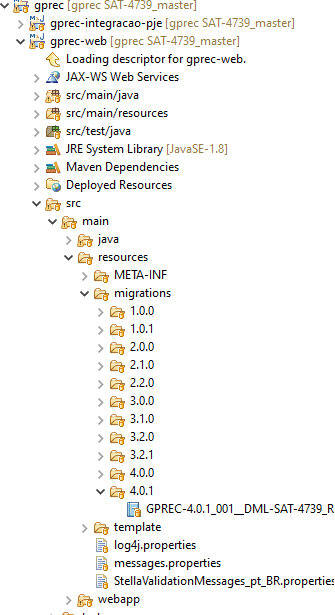 gprec [gprec SAT-4739_master]
gprec-integracao-pje [gprec SAT-4739_master]
gprec-web [gprec SAT-4739_master]
Loading descriptor for gprec-web.
JAX-WS Web Services
src/main/java
src/main/resources
src/test/java
JRE System Library [JavaSE-1.8]
Maven Dependencies
Deployed Resources
src
main
java
resources
META-INF
migrations
1.0.0
1.0.1
2.0.0
2.1.0
2.2.0
3.0.0
3.1.0
3.2.0
3.2.1
4.0.0
4.0.1
GPREC-4.0.1_001__DML-SAT-4739_R
template
log4j.properties
messages.properties
StellaValidationMessages_pt_BR.properties
webapp